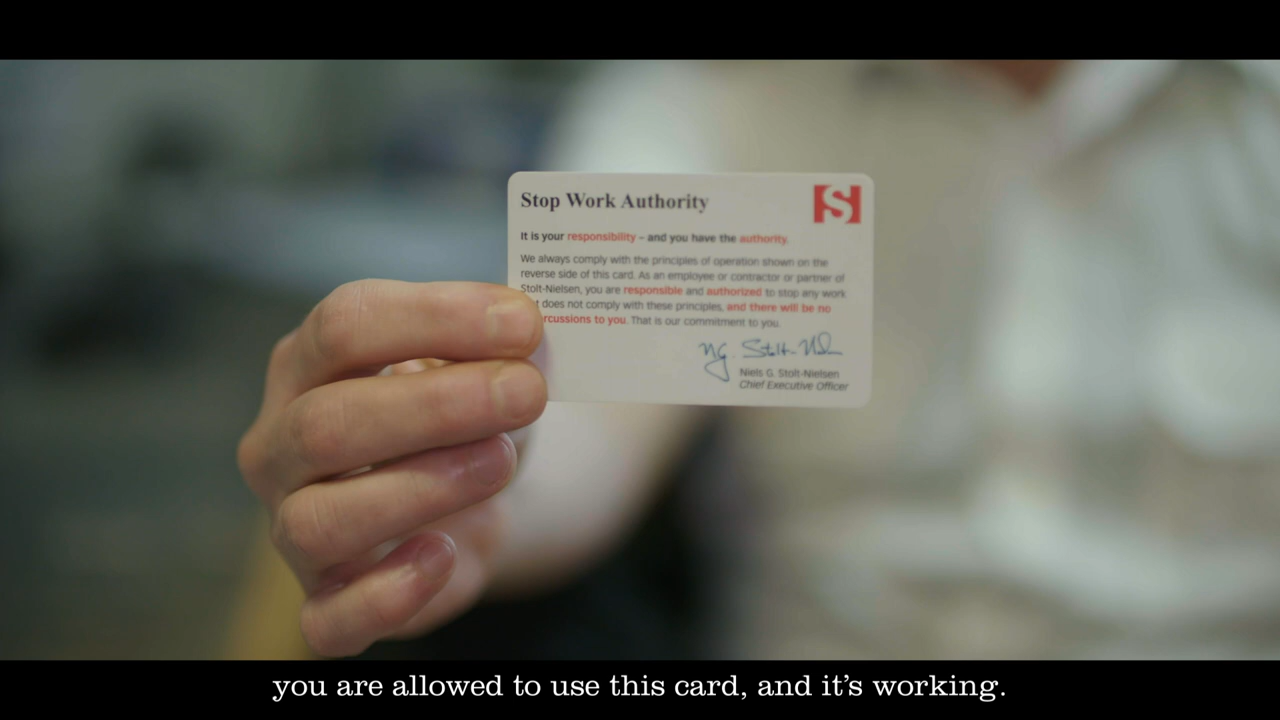 Stop Work Authority
S
It is your responsibility – and you have the authority.
We always comply with the principles of operation shown on the
reverse side of this card. As an employee or contractor or partner of
Stolt-Nielsen, you are responsible and authorized to stop any work
t does not comply with these principles, and there will be no
rcussions to you. That is our commitment to you.
Niels G. Stolt-Nielsen
Chief Executive Officer
you are allowed to use this card, and it's working.